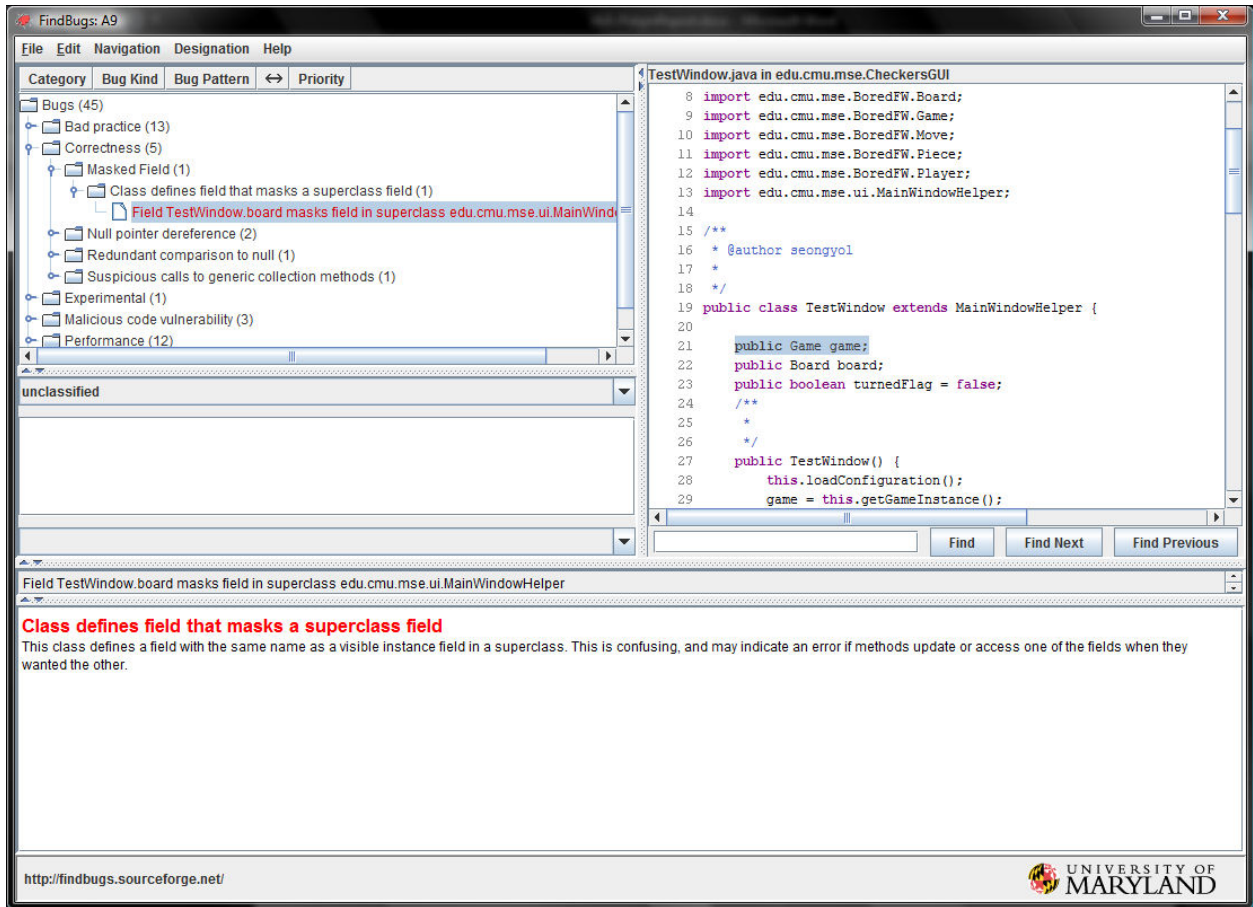 FindBugs: A9
File Edit Navigation Designation Help
Category Bug Kind Bug Pattern ↔ Priority
Bugs (45)
Bad practice (13)
Correctness (5)
Masked Field (1)
Class defines field that masks a superclass field (1)
Field TestWindow.board masks field in superclass edu.cmu.mse.ui.MainWind
Null pointer dereference (2)
Redundant comparison to null (1)
Suspicious calls to generic collection methods (1)
Experimental (1)
Malicious code vulnerability (3)
Performance (12)
unclassified
TestWindow.java in edu.cmu.mse.CheckersGUI
8 import edu.cmu.mse.BoredFW.Board;
9 import edu.cmu.mse.BoredFW.Game;
10 import edu.cmu.mse.BoredFW.Move;
11 import edu.cmu.mse.BoredFW.Piece;
12 import edu.cmu.mse.BoredFW.Player;
13 import edu.cmu.mse.ui.MainWindowHelper;
14
15 /**
16 * @author seongyol
17 *
18 */
19 public class TestWindow extends MainWindowHelper {
20
21 public Game game;
22 public Board board;
23 public boolean turnedFlag = false;
24 /**
25 *
26 */
27 public TestWindow() {
28 this.loadConfiguration();
29 game = this.getGameInstance();
Find Find Next Find Previous
Field TestWindow.board masks field in superclass edu.cmu.mse.ui.MainWindowHelper
Class defines field that masks a superclass field
This class defines a field with the same name as a visible instance field in a superclass. This is confusing, and may indicate an error if methods update or access one of the fields when they
wanted the other.
http://findbugs.sourceforge.net/
UNIVERSITY OF
MARYLAND